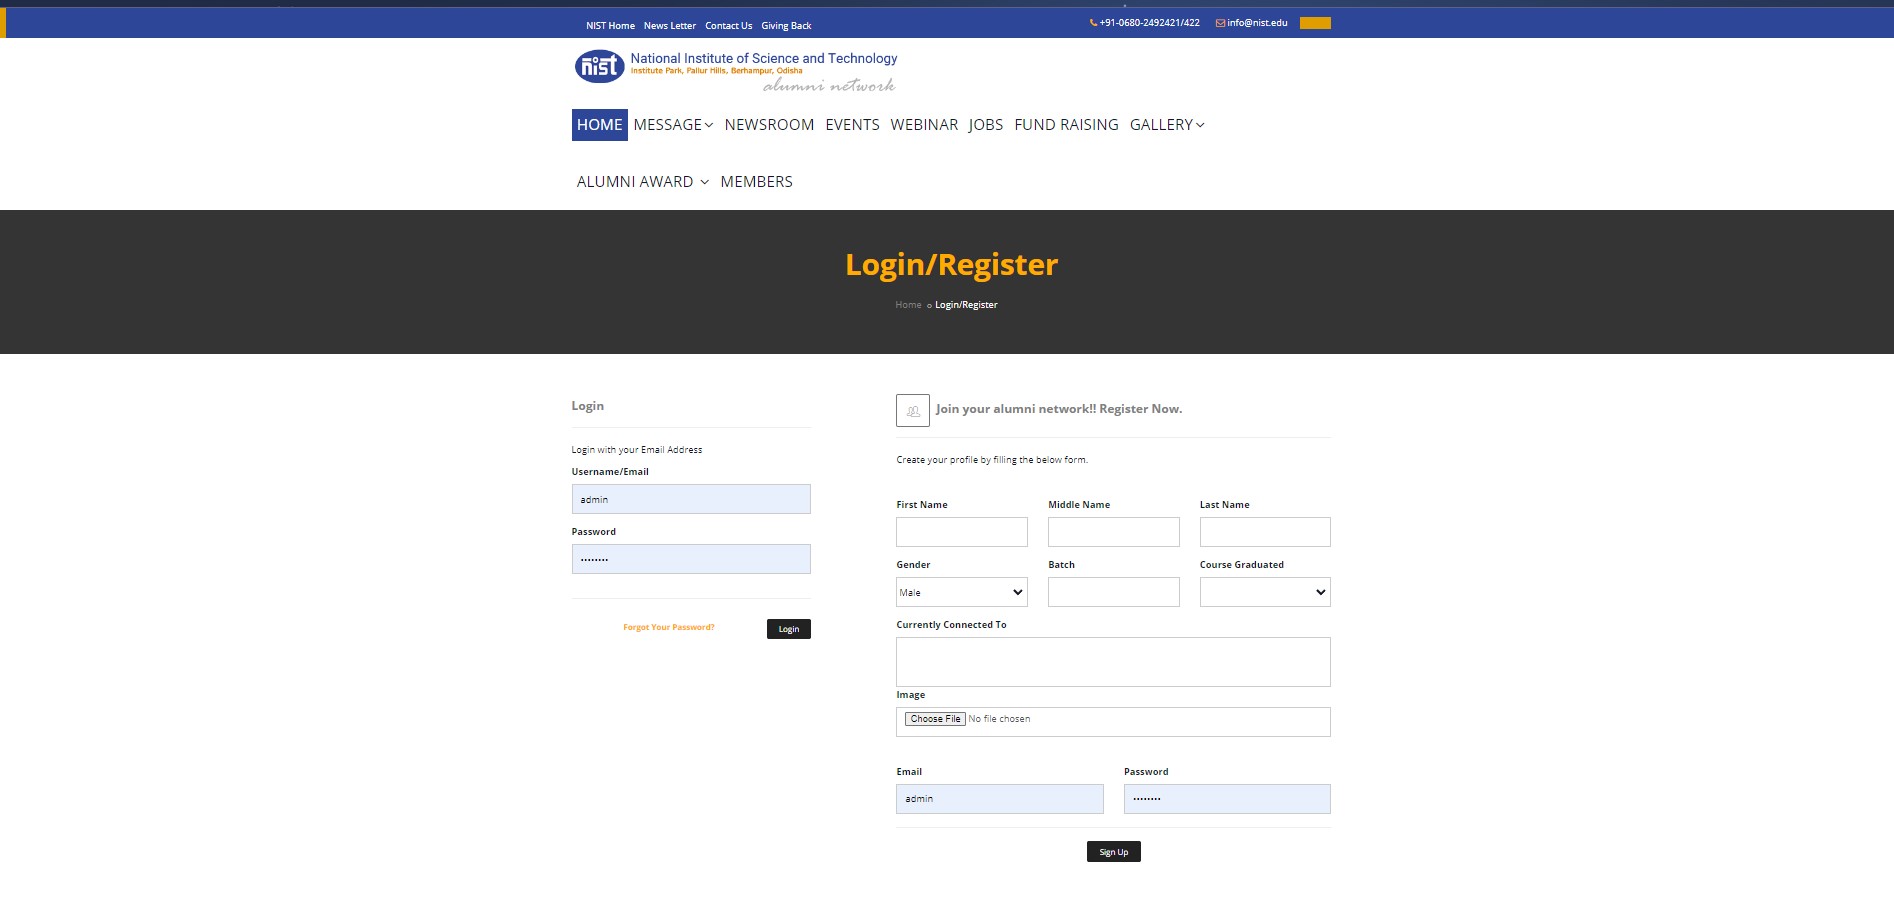 NIST Home News Letter Contact Us Giving Back
+91-0680-2492421/422 info@nist.edu
nist National Institute of Science and Technology
Institute Park, Pallur Hills, Berhampur, Odisha
alumni network
HOME MESSAGE NEWSROOM EVENTS WEBINAR JOBS FUND RAISING GALLERY
ALUMNI AWARD MEMBERS
Login/Register
Home Login/Register
Login
Login with your Email Address
Username/Email
admin
Password
••••••••
Forgot Your Password? Login
Join your alumni network!! Register Now.
Create your profile by filling the below form.
First Name Middle Name Last Name
Gender Batch Course Graduated
Male
Currently Connected To
Image
Choose File No file chosen
Email Password
admin ••••••••
Sign Up